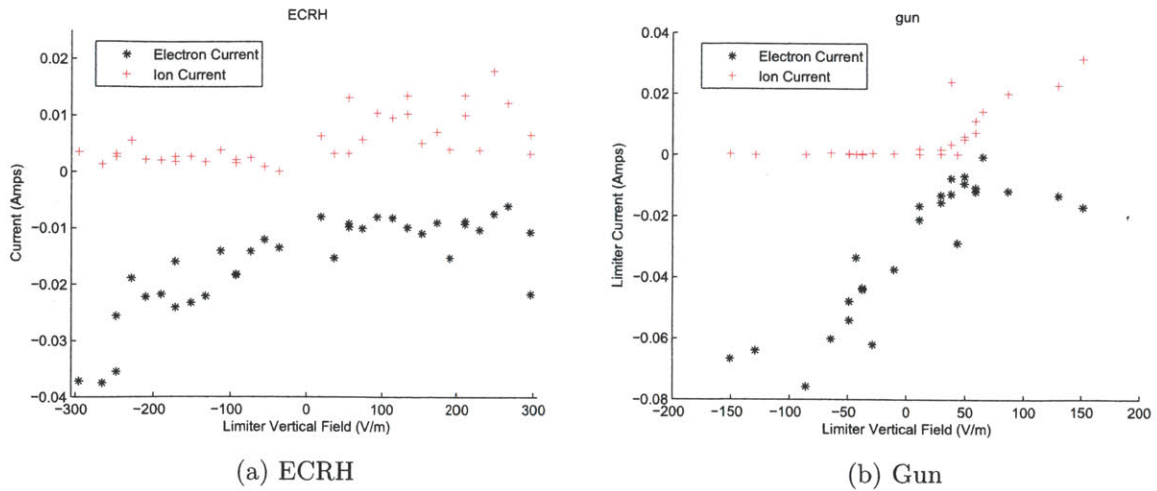 ECRH
0.02
0.01
0
−0.01
−0.02
−0.03
−0.04
Current (Amps)
Electron Current
Ion Current
−300 −200 −100 0 100 200 300
Limiter Vertical Field (V/m)
(a) ECRH
gun
0.04
0.02
0
−0.02
−0.04
−0.06
−0.08
Limiter Current (Amps)
Electron Current
Ion Current
−200 −150 −100 −50 0 50 100 150 200
Limiter Vertical Field (V/m)
(b) Gun